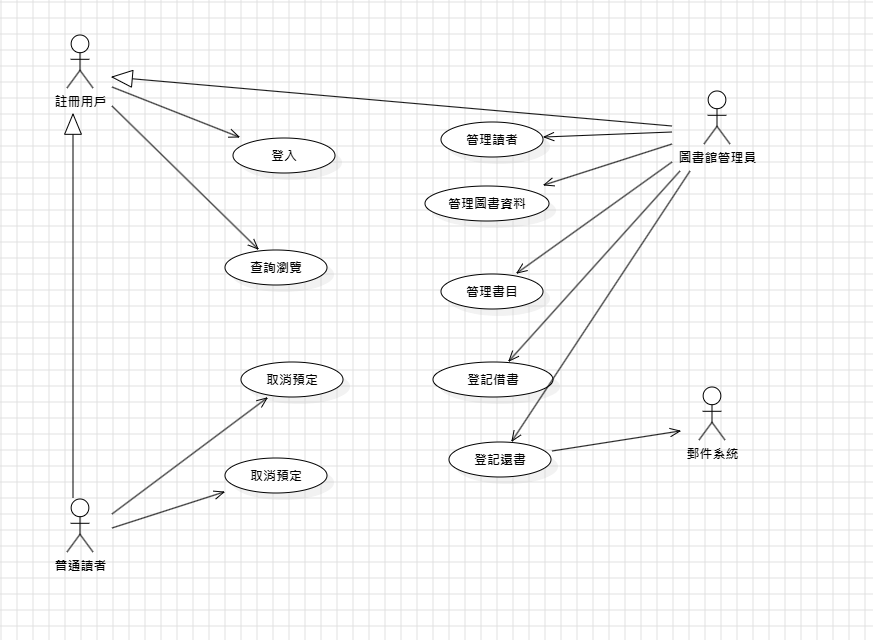 註冊用戶
管理讀者
登入
圖書館管理員
管理圖書資料
查詢瀏覽
管理書目
取消預定
登記借書
郵件系统
登記還書
取消預定
普通讀者